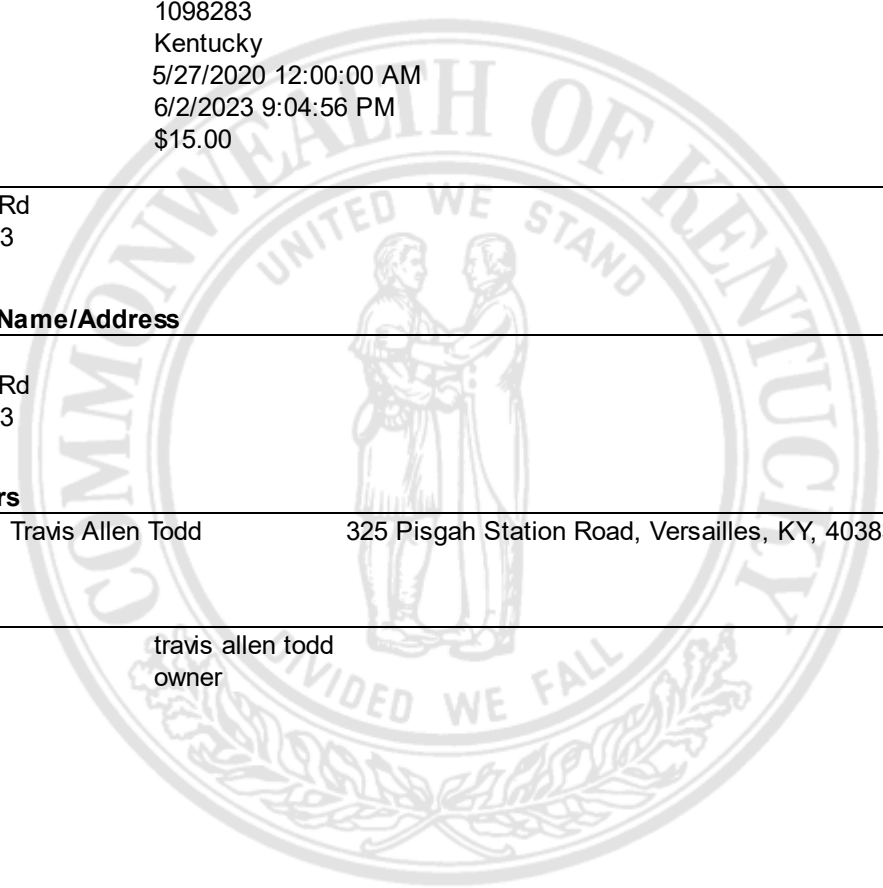 1098283
Kentucky
5/27/2020 12:00:00 AM
6/2/2023 9:04:56 PM
$15.00
Rd
3
Name/Address
Rd
3
rs
Travis Allen Todd 325 Pisgah Station Road, Versailles, KY, 4038
travis allen todd
owner
COMMONWEALTH OF KENTUCKY
UNITED WE STAND
DIVIDED WE FALL